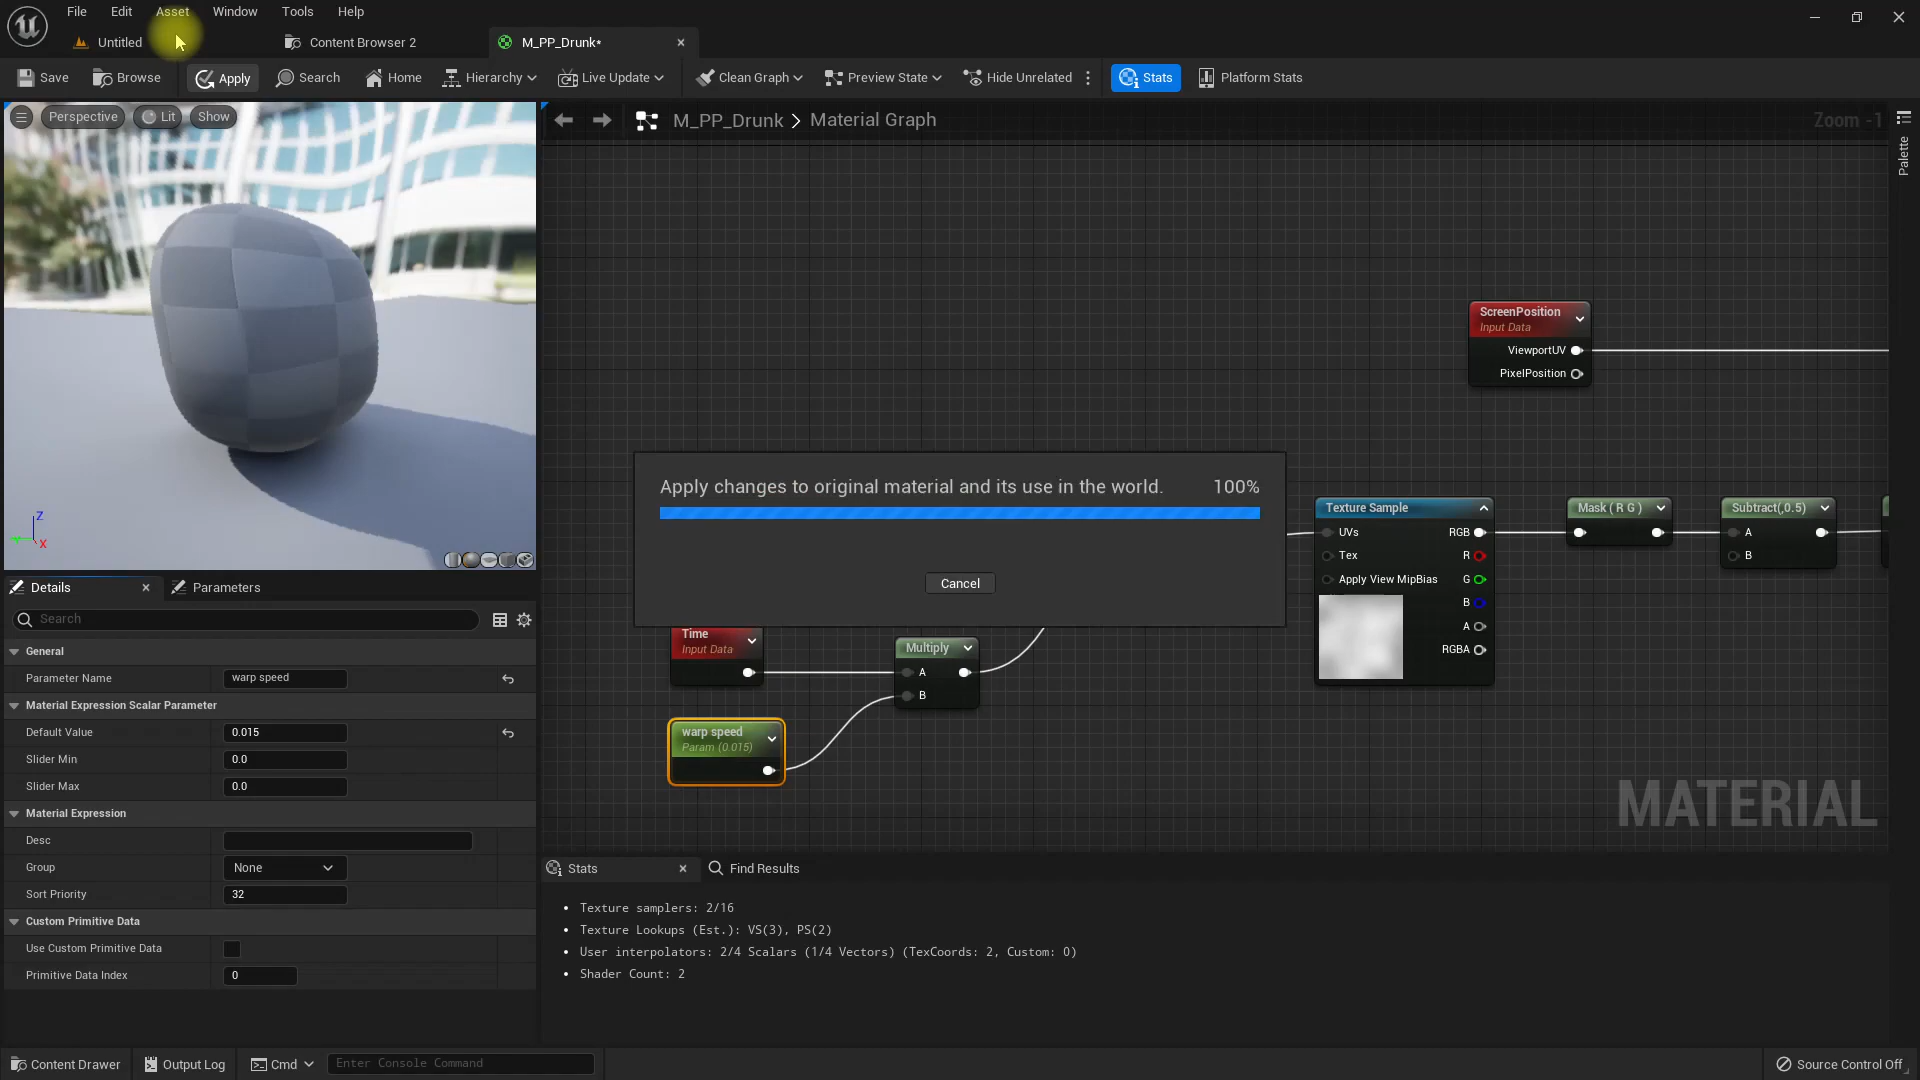 File Edit Asset Window Tools Help
Untitled Content Browser 2 M_PP_Drunk*
Save Browse Apply Search Home Hierarchy Live Update Clean Graph Preview State Hide Unrelated Stats Platform Stats
Perspective Lit Show
M_PP_Drunk > Material Graph
Zoom -1
Palette
ScreenPosition
Input Data
ViewportUV
PixelPosition
Apply changes to original material and its use in the world. 100%
Cancel
Texture Sample
UVs RGB
Tex R
Apply View MipBias G
B
A
RGBA
Mask ( R G )
Subtract(,0.5)
A
B
Time
Input Data
Multiply
A
B
warp speed
Param (0.015)
MATERIAL
Z
Y
X
Details Parameters
Search
General
Parameter Name warp speed
Material Expression Scalar Parameter
Default Value 0.015
Slider Min 0.0
Slider Max 0.0
Material Expression
Desc
Group None
Sort Priority 32
Custom Primitive Data
Use Custom Primitive Data
Primitive Data Index 0
Stats Find Results
Texture samplers: 2/16
Texture Lookups (Est.): VS(3), PS(2)
User interpolators: 2/4 Scalars (1/4 Vectors) (TexCoords: 2, Custom: 0)
Shader Count: 2
Content Drawer Output Log Cmd Enter Console Command Source Control Off